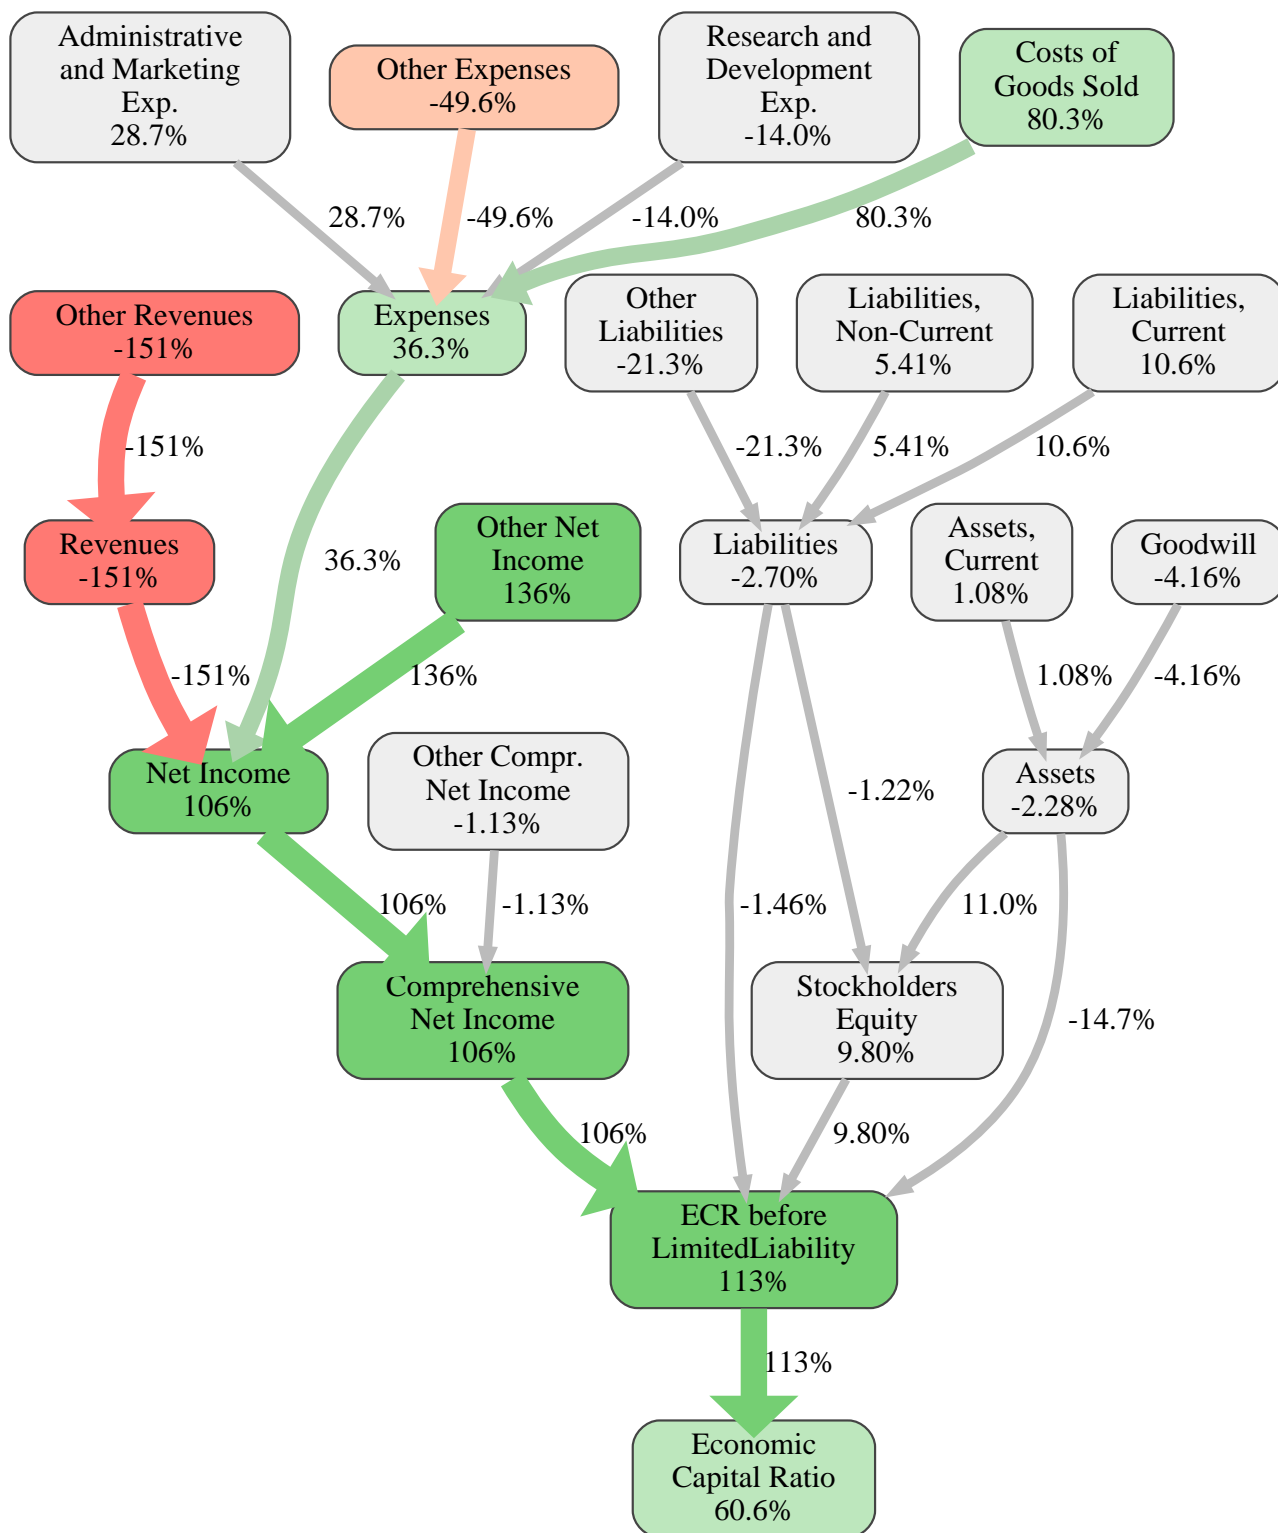 Administrative
and Marketing
Exp.
28.7%
Other Expenses
-49.6%
Research and
Development
Exp.
-14.0%
Costs of
Goods Sold
80.3%
28.7%
-49.6%
-14.0%
80.3%
Other Revenues
-151%
Expenses
36.3%
Other
Liabilities
-21.3%
Liabilities,
Non-Current
5.41%
Liabilities,
Current
10.6%
-151%
-21.3%
5.41%
10.6%
Revenues
-151%
36.3%
Other Net
Income
136%
Liabilities
-2.70%
Assets,
Current
1.08%
Goodwill
-4.16%
-151%
136%
1.08%
-4.16%
Net Income
106%
Other Compr.
Net Income
-1.13%
-1.22%
Assets
-2.28%
106%
-1.13%
-1.46%
11.0%
Comprehensive
Net Income
106%
Stockholders
Equity
9.80%
-14.7%
106%
9.80%
ECR before
LimitedLiability
113%
113%
Economic
Capital Ratio
60.6%